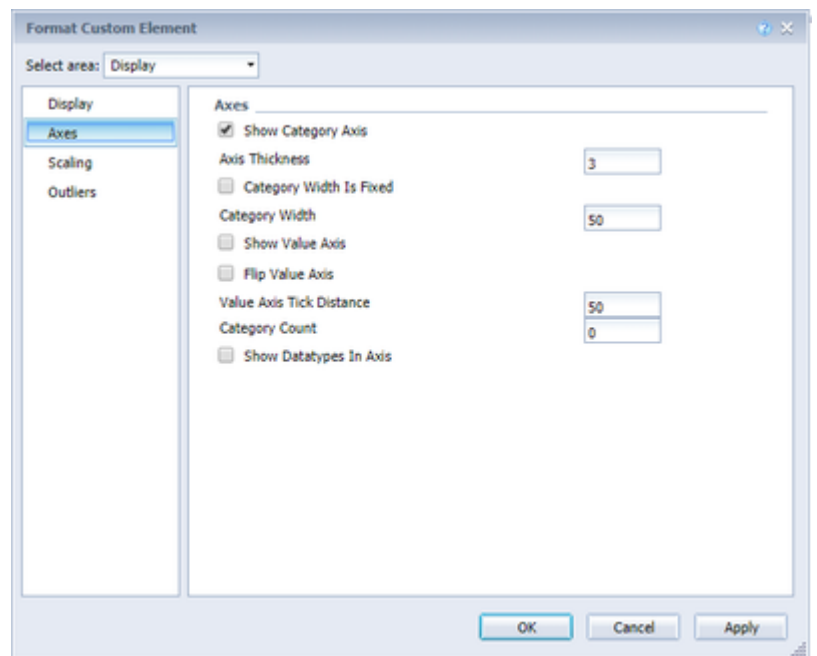 Format Custom Element
Select area: Display
Display
Axes
Scaling
Outliers
Axes
Show Category Axis
Axis Thickness 3
Category Width Is Fixed
Category Width 50
Show Value Axis
Flip Value Axis
Value Axis Tick Distance 50
Category Count 0
Show Datatypes In Axis
OK Cancel Apply